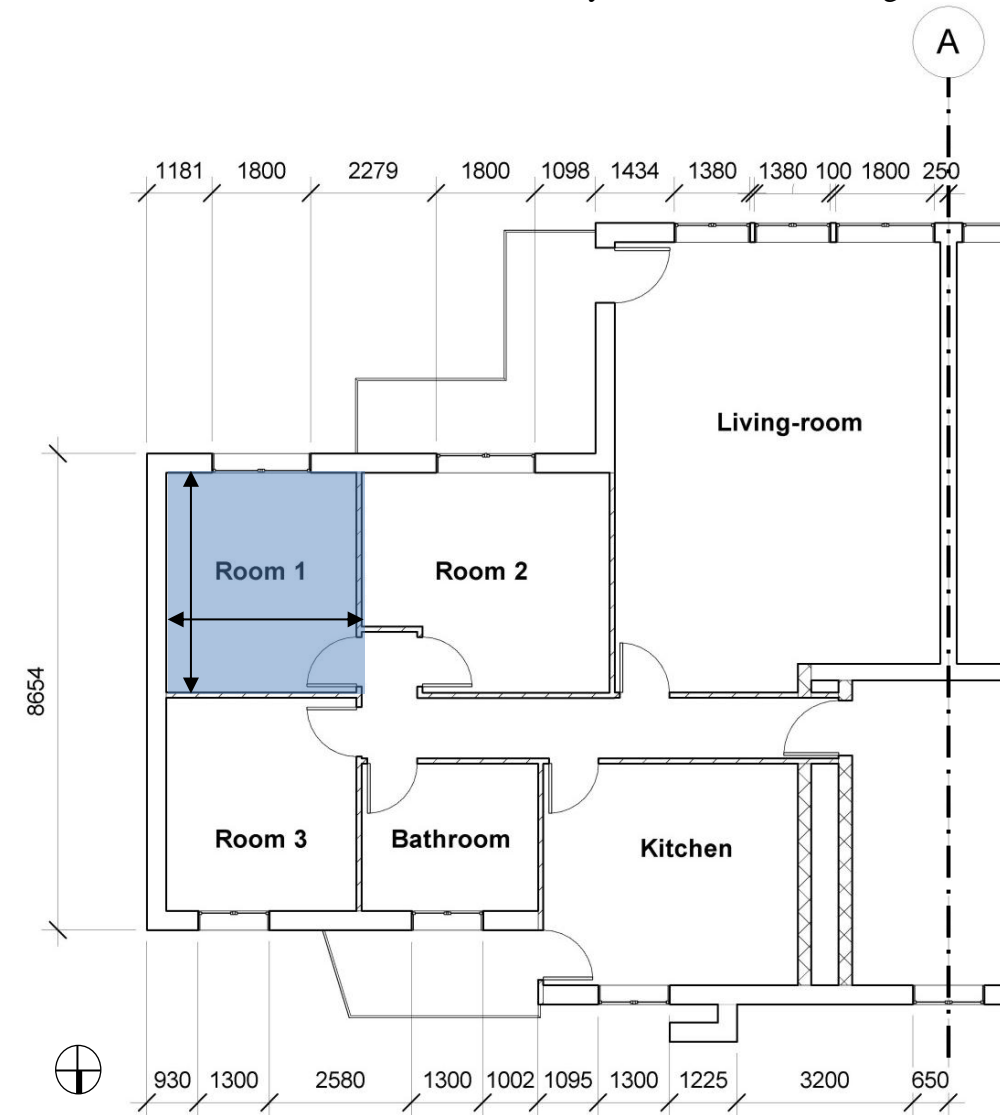 A
1181 1800 2279 1800 1098 1434 1380 1380 100 1800 250
Living-room
Room 1 Room 2
8654
Room 3 Bathroom Kitchen
930 1300 2580 1300 1002 1095 1300 1225 3200 650